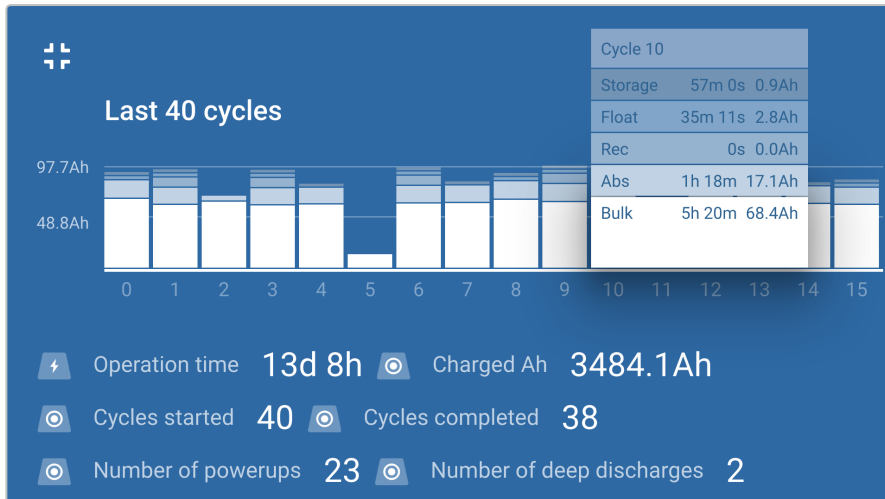 Cycle 10
Storage 57m 0s 0.9Ah
Last 40 cycles
Float 35m 11s 2.8Ah
Rec 0s 0.0Ah
97.7Ah
Abs 1h 18m 17.1Ah
Bulk 5h 20m 68.4Ah
48.8Ah
0 1 2 3 4 5 6 7 8 9 10 11 12 13 14 15
Operation time 13d 8h Charged Ah 3484.1Ah
Cycles started 40 Cycles completed 38
Number of powerups 23 Number of deep discharges 2